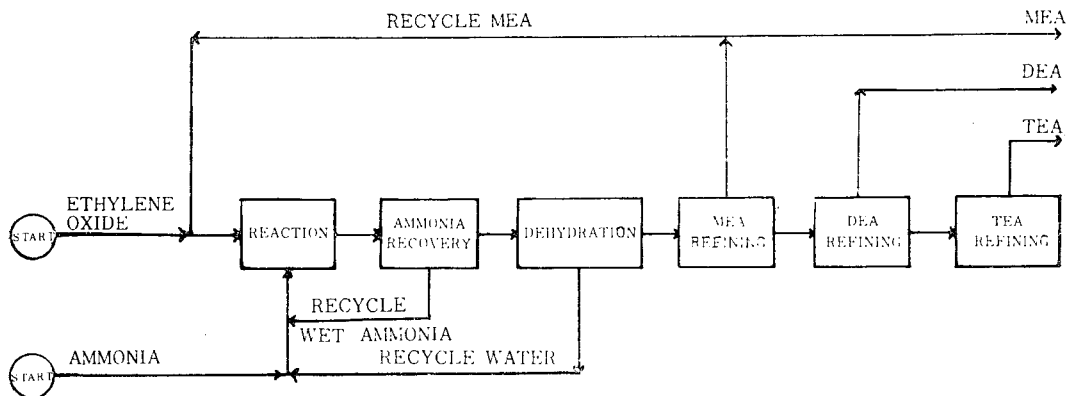 RECYCLE MEA
MEA
DEA
TEA
ETHYLENE
OXIDE
START
REACTION
AMMONIA
RECOVERY
DEHYDRATION
MEA
REFINING
DEA
REFINING
TEA
REFINING
RECYCLE
WET AMMONIA
RECYCLE WATER
AMMONIA
START